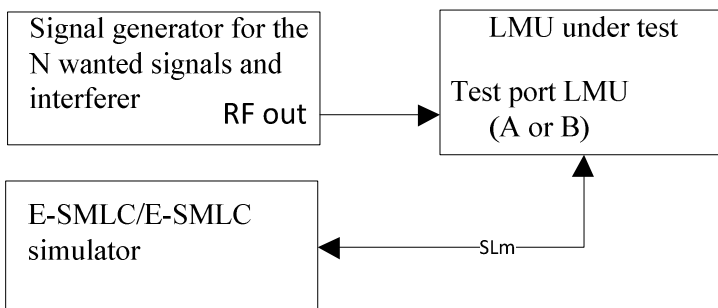 Signal generator for the
N wanted signals and
interferer
RF out
LMU under test
Test port LMU
(A or B)
E-SMLC/E-SMLC
simulator
SLm